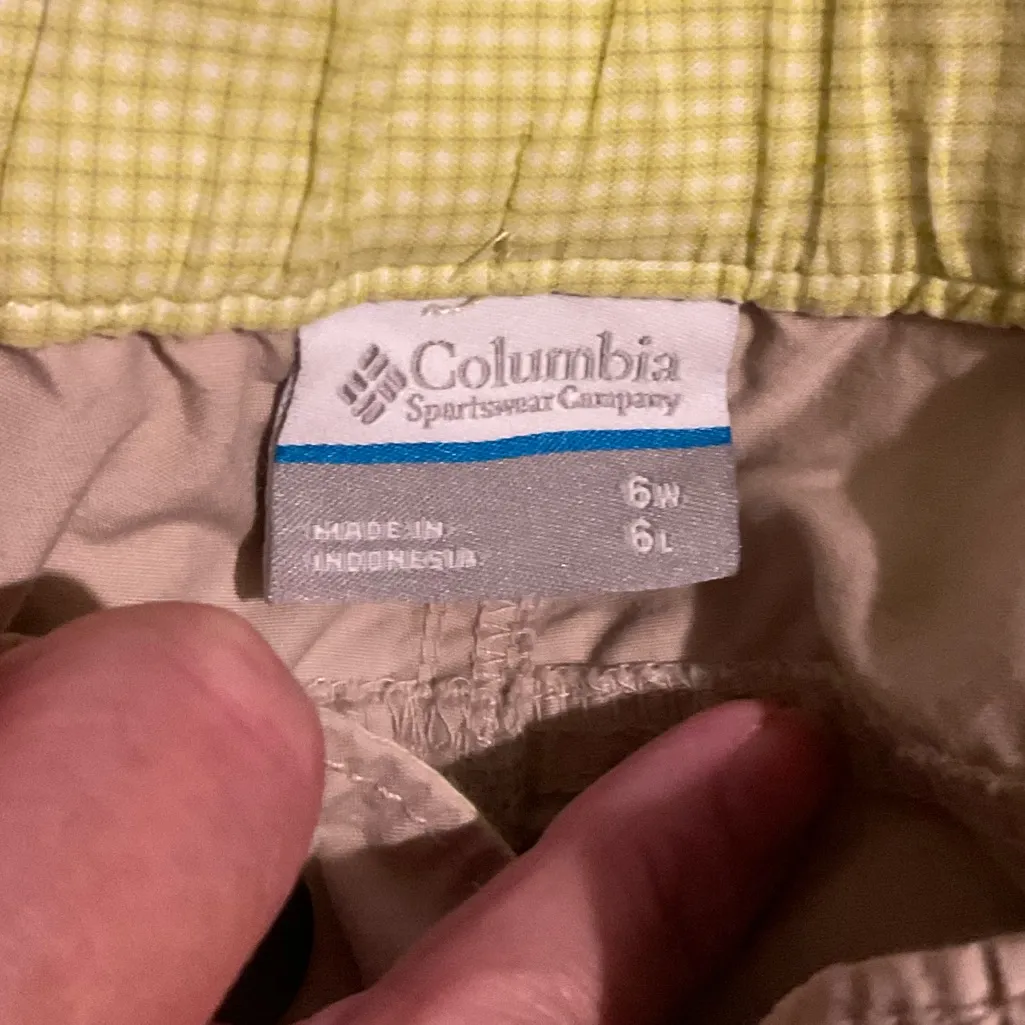 Columbia
Sportswear Company
6W
MADE IN
6L
INDONESIA